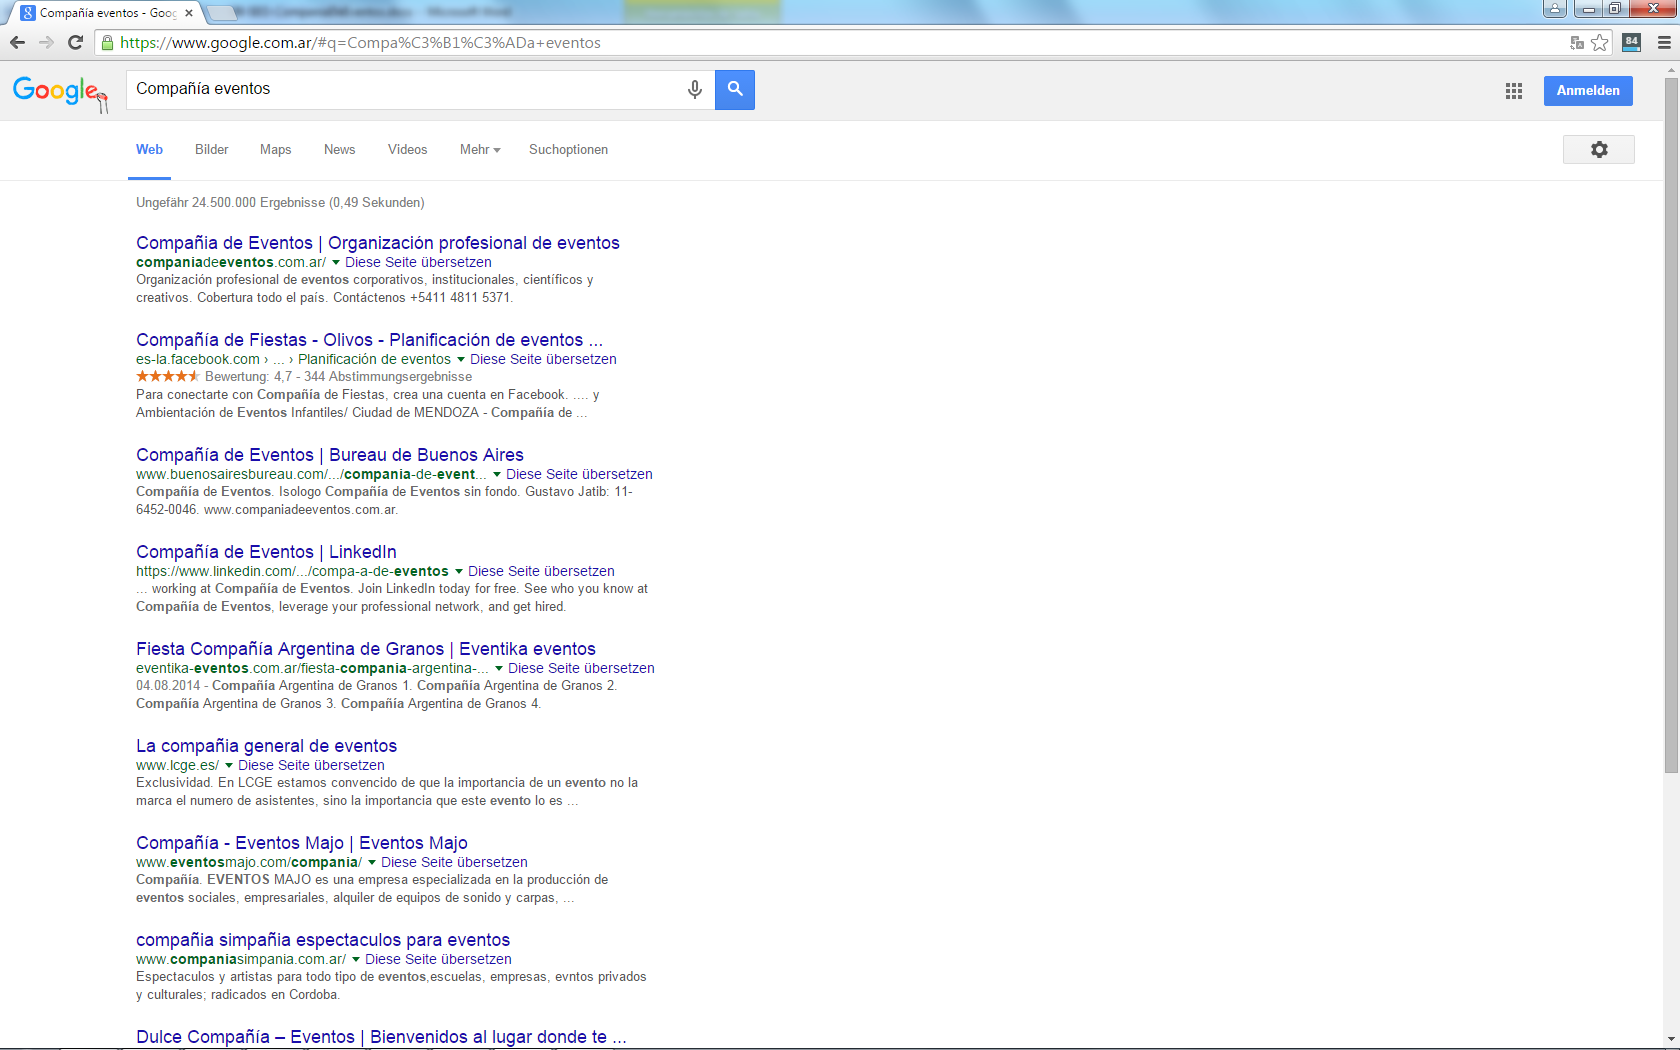 Compañía eventos - Goog
https://www.google.com.ar/#q=Compa%C3%B1%C3%ADa+eventos
84
Google
Compañía eventos
Anmelden
Web Bilder Maps News Videos Mehr Suchoptionen
Ungefähr 24.500.000 Ergebnisse (0,49 Sekunden)
Compañia de Eventos | Organización profesional de eventos
companiadeeventos.com.ar/ Diese Seite übersetzen
Organización profesional de eventos corporativos, institucionales, científicos y
creativos. Cobertura todo el país. Contáctenos +5411 4811 5371.
Compañía de Fiestas - Olivos - Planificación de eventos ...
es-la.facebook.com › ... › Planificación de eventos Diese Seite übersetzen
Bewertung: 4,7 - 344 Abstimmungsergebnisse
Para conectarte con Compañía de Fiestas, crea una cuenta en Facebook. .... y
Ambientación de Eventos Infantiles/ Ciudad de MENDOZA - Compañía de ...
Compañía de Eventos | Bureau de Buenos Aires
www.buenosairesbureau.com/.../compania-de-event... Diese Seite übersetzen
Compañía de Eventos. Isologo Compañía de Eventos sin fondo. Gustavo Jatib: 11-
6452-0046. www.companiadeeventos.com.ar.
Compañía de Eventos | LinkedIn
https://www.linkedin.com/.../compa-a-de-eventos Diese Seite übersetzen
... working at Compañía de Eventos. Join LinkedIn today for free. See who you know at
Compañía de Eventos, leverage your professional network, and get hired.
Fiesta Compañía Argentina de Granos | Eventika eventos
eventika-eventos.com.ar/fiesta-compania-argentina-... Diese Seite übersetzen
04.08.2014 - Compañía Argentina de Granos 1. Compañía Argentina de Granos 2.
Compañía Argentina de Granos 3. Compañía Argentina de Granos 4.
La compañia general de eventos
www.lcge.es/ Diese Seite übersetzen
Exclusividad. En LCGE estamos convencido de que la importancia de un evento no la
marca el numero de asistentes, sino la importancia que este evento lo es ...
Compañía - Eventos Majo | Eventos Majo
www.eventosmajo.com/compania/ Diese Seite übersetzen
Compañía. EVENTOS MAJO es una empresa especializada en la producción de
eventos sociales, empresariales, alquiler de equipos de sonido y carpas, ...
compañia simpañia espectaculos para eventos
www.companiasimpania.com.ar/ Diese Seite übersetzen
Espectaculos y artistas para todo tipo de eventos,escuelas, empresas, evntos privados
y culturales; radicados en Cordoba.
Dulce Compañía – Eventos | Bienvenidos al lugar donde te ...